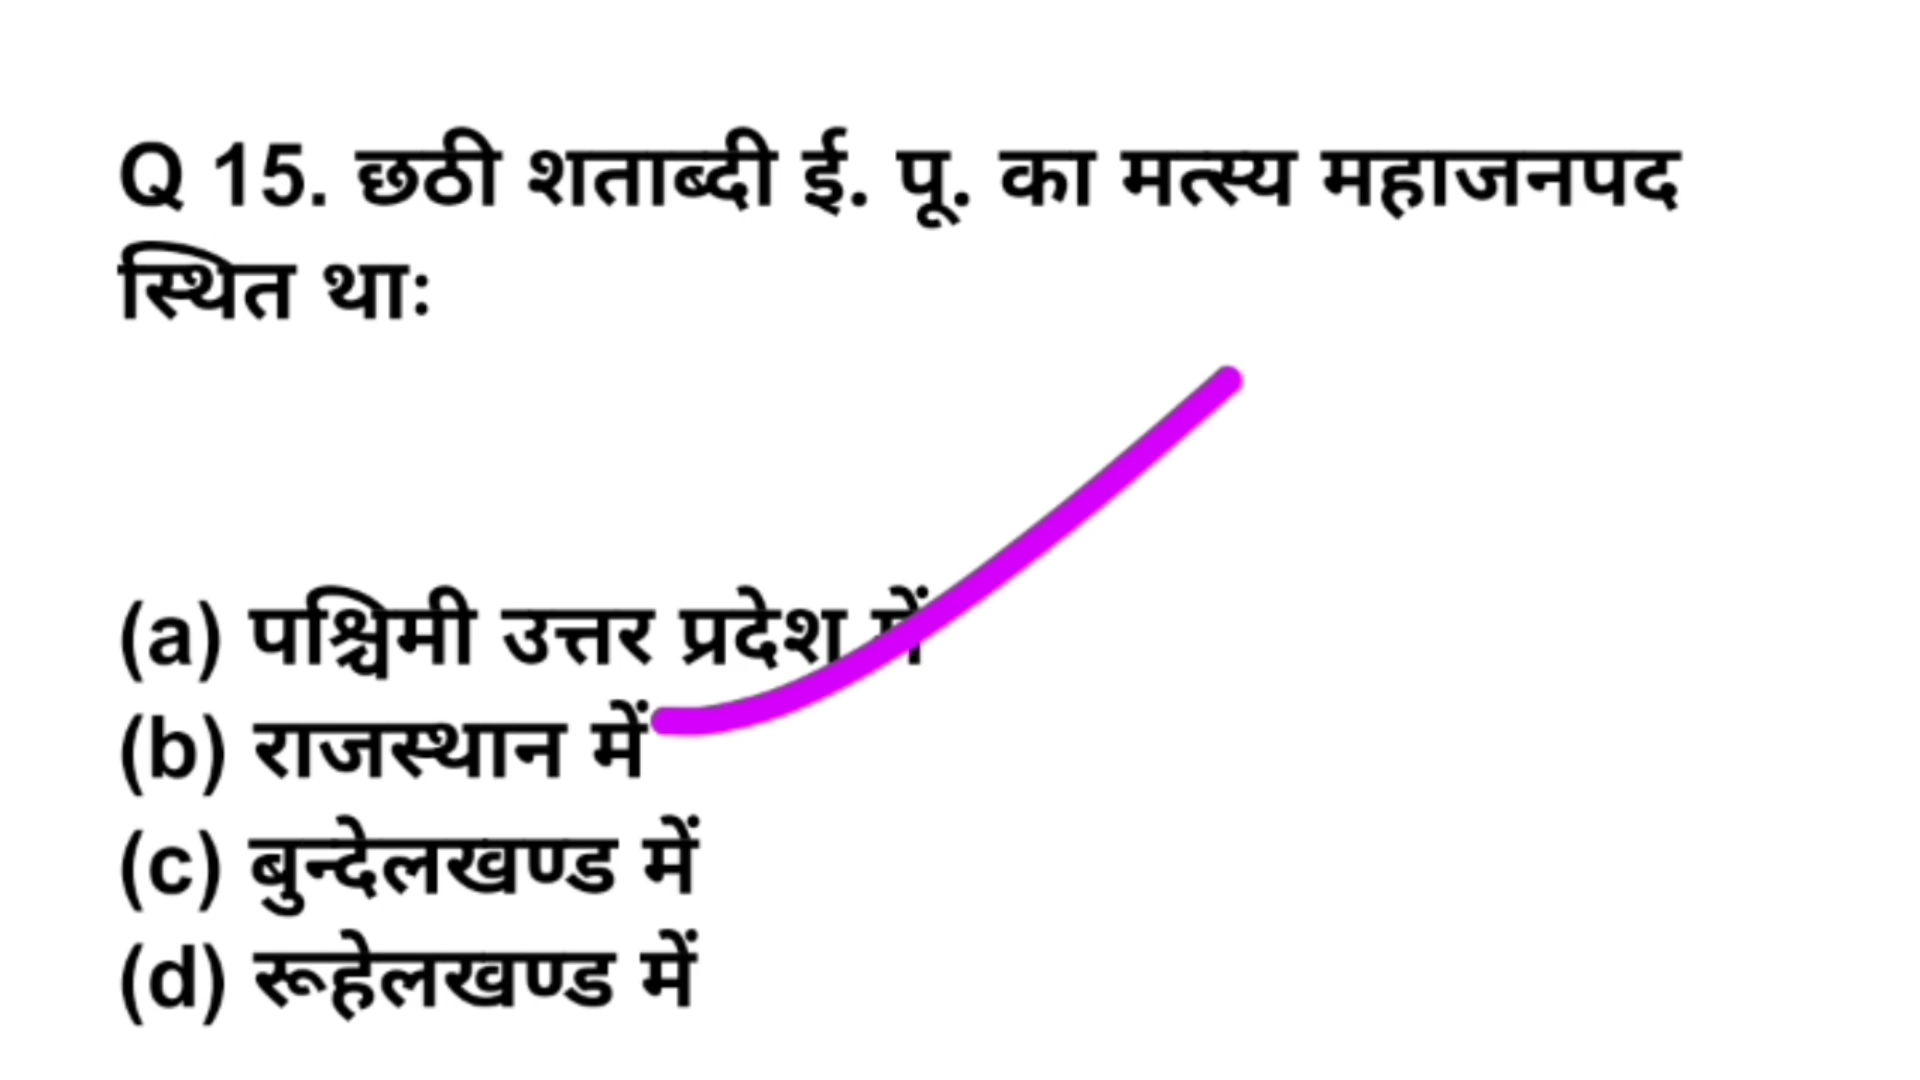 Q 15. छठी शताब्दी ई. पू. का मत्स्य महाजनपद
स्थित थाः
(a) पश्चिमी उत्तर प्रदेश में
(b) राजस्थान में
(c) बुन्देलखण्ड में
(d) रूहेलखण्ड में